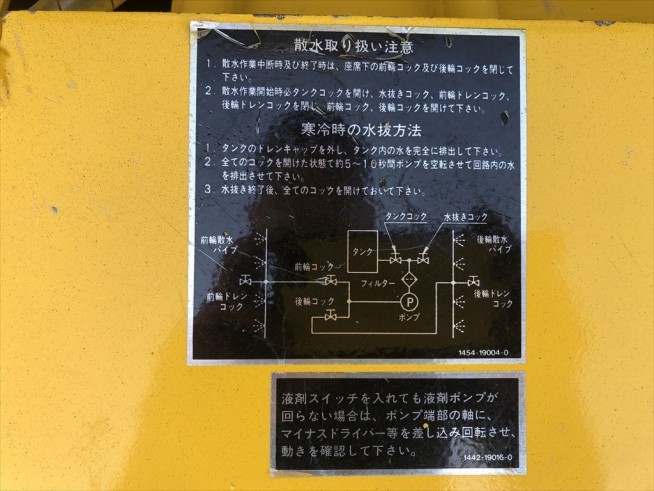 散水取り扱い注意
1. 散水作業中断時及び終了時は、座席下の前輪コック及び後輪コックを閉じて
下さい。
2. 散水作業開始時必タンクコックを開け、水抜きコック、前輪ドレンコック、
後輪ドレンコックを閉じ、前輪コック、後輪コックを開けて下さい。
寒冷時の水抜方法
1. タンクのドレンキャップを外し、タンク内の水を完全に排出して下さい。
2. 全てのコックを開けた状態で約5~10秒間ポンプを空転させて回路内の水
を排出させて下さい。
3. 水抜き終了後、全てのコックを開けておいて下さい。
タンクコック 水抜きコック
前輪散水
パイプ
タンク
後輪散水
パイプ
前輪コック
フィルター
前輪ドレン
コック
後輪コック
P
ポンプ
後輪ドレン
コック
1454-19004-0
液剤スイッチを入れても液剤ポンプが
回らない場合は、ポンプ端部の軸に、
マイナスドライバー等を差し込み回転させ、
動きを確認して下さい。
1442-19016-0